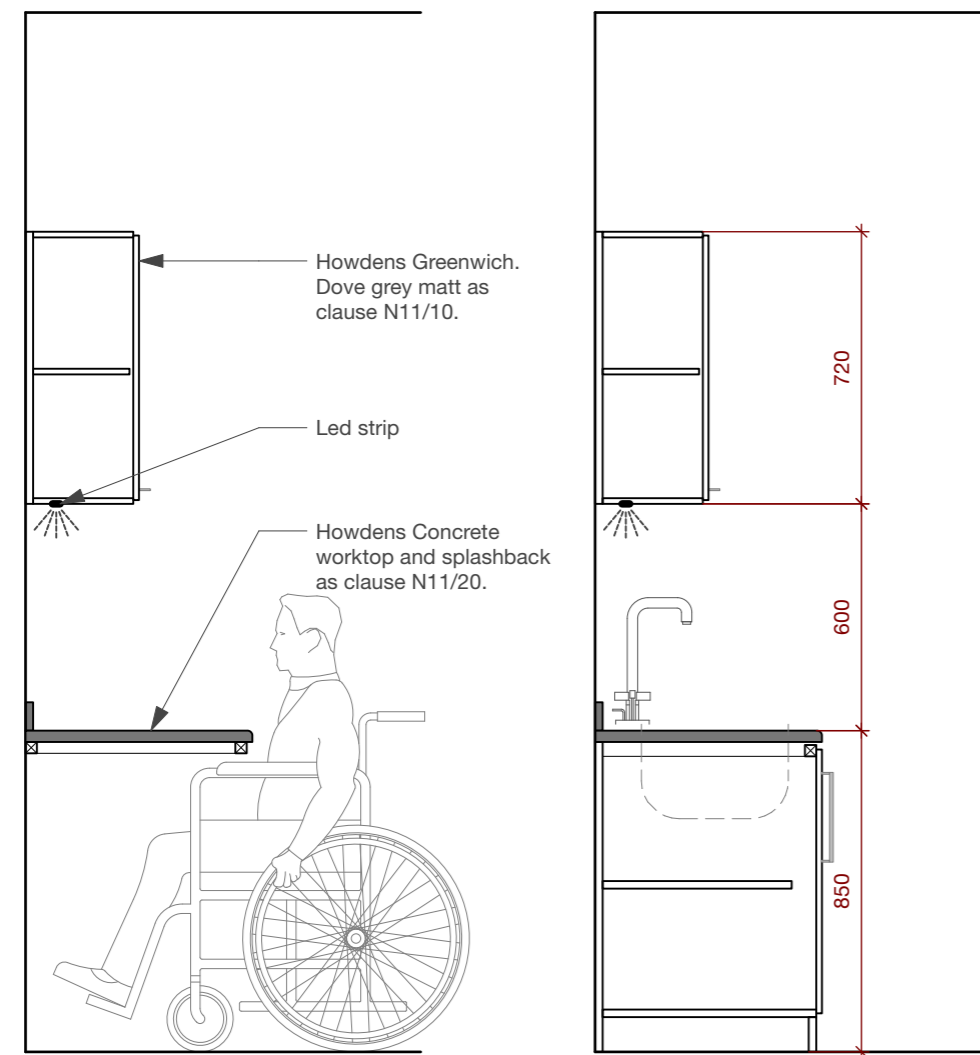 Howdens Greenwich.
Dove grey matt as
clause N11/10.
Led strip
Howdens Concrete
worktop and splashback
as clause N11/20.
720
600
850